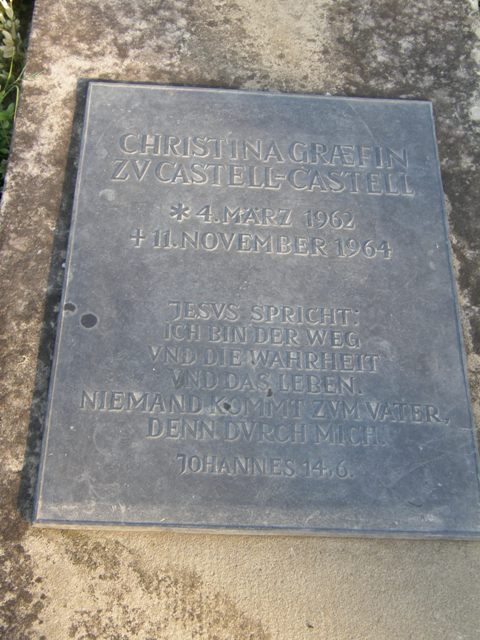 CHRISTINA GRÆFIN
ZV CASTELL-CASTELL
* 4. MÄRZ 1962
+ 11. NOVEMBER 1964
JESVS SPRICHT:
ICH BIN DER WEG
VND DIE WAHRHEIT
VND DAS LEBEN.
NIEMAND KOMMT ZVM VATER,
DENN DVRCH MICH.
JOHANNES 14,6.